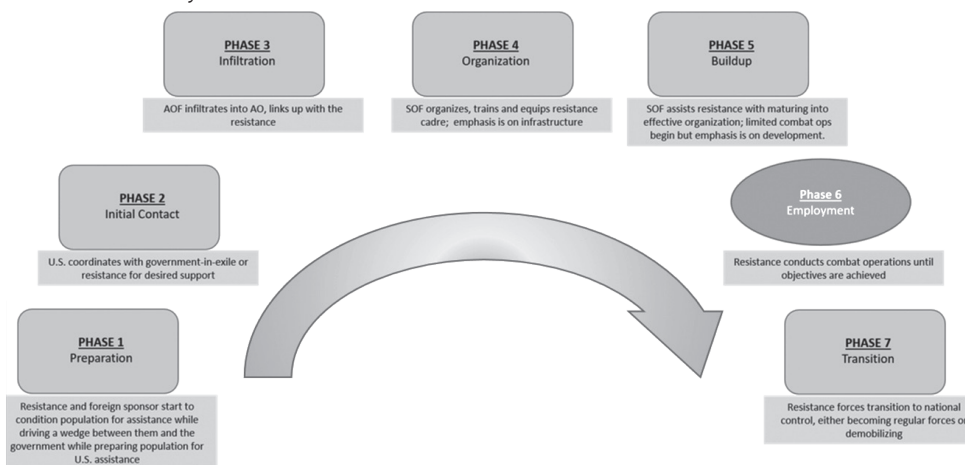 PHASE 1
Preparation
Resistance and foreign sponsor start to
condition population for assistance while
driving a wedge between them and the
government while preparing population for
U.S. assistance
PHASE 2
Initial Contact
U.S. coordinates with government-in-exile or
resistance for desired support
PHASE 3
Infiltration
AOF infiltrates into AO, links up with the
resistance
PHASE 4
Organization
SOF organizes, trains and equips resistance
cadre; emphasis is on infrastructure
PHASE 5
Buildup
SOF assists resistance with maturing into
effective organization; limited combat ops
begin but emphasis is on development.
Phase 6
Employment
Resistance conducts combat operations until
objectives are achieved
PHASE 7
Transition
Resistance forces transition to national
control, either becoming regular forces or
demobilizing